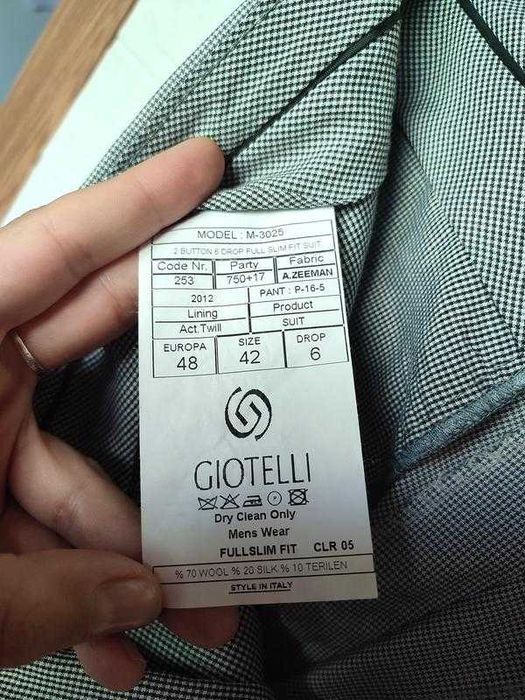 MODEL : M-3025
2 BUTTON 6 DROP FULL SLIM FIT SUIT
Code Nr. Party Fabric
253 750+17 A.ZEEMAN
2012 PANT : P-16-5
Lining Product
Act.Twill SUIT
EUROPA SIZE DROP
48 42 6
GIOTELLI
Dry Clean Only
Mens Wear
FULLSLIM FIT CLR 05
% 70 WOOL % 20 SILK % 10 TERILEN
STYLE IN ITALY